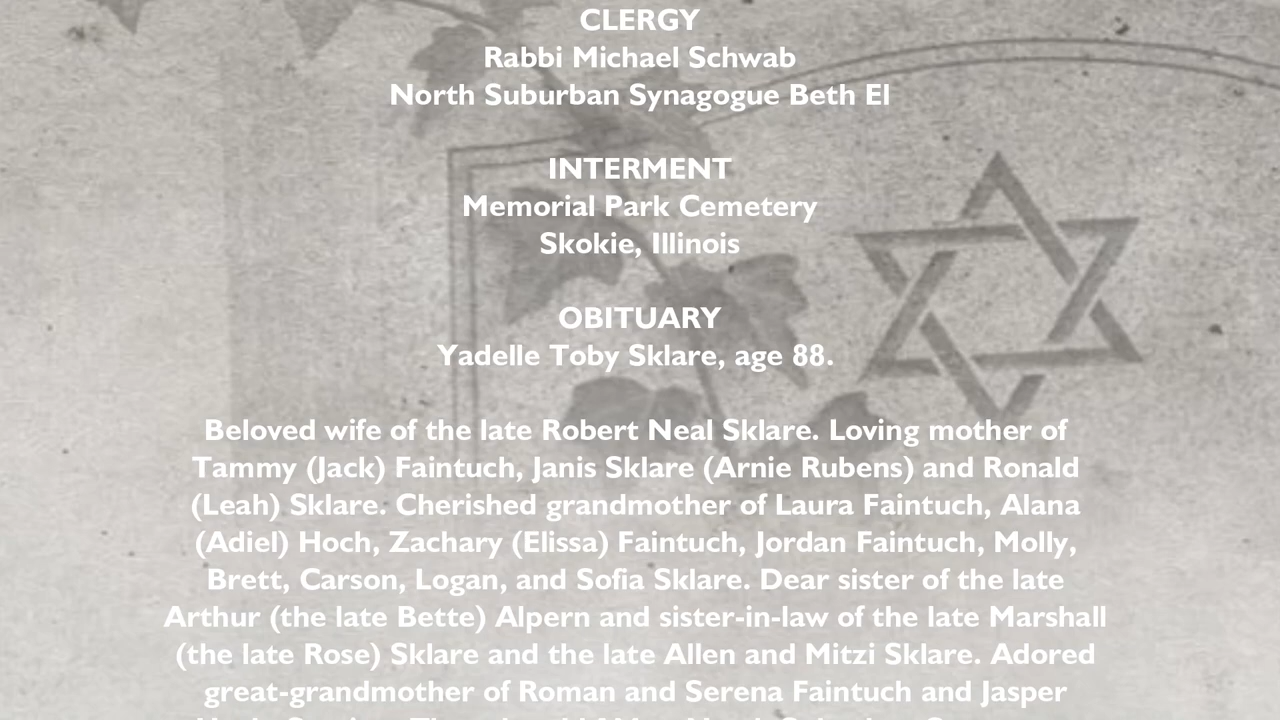 CLERGY
Rabbi Michael Schwab
North Suburban Synagogue Beth El
INTERMENT
Memorial Park Cemetery
Skokie, Illinois
OBITUARY
Yadelle Toby Sklare, age 88.
Beloved wife of the late Robert Neal Sklare. Loving mother of
Tammy (Jack) Faintuch, Janis Sklare (Arnie Rubens) and Ronald
(Leah) Sklare. Cherished grandmother of Laura Faintuch, Alana
(Adiel) Hoch, Zachary (Elissa) Faintuch, Jordan Faintuch, Molly,
Brett, Carson, Logan, and Sofia Sklare. Dear sister of the late
Arthur (the late Bette) Alpern and sister-in-law of the late Marshall
(the late Rose) Sklare and the late Allen and Mitzi Sklare. Adored
great-grandmother of Roman and Serena Faintuch and Jasper